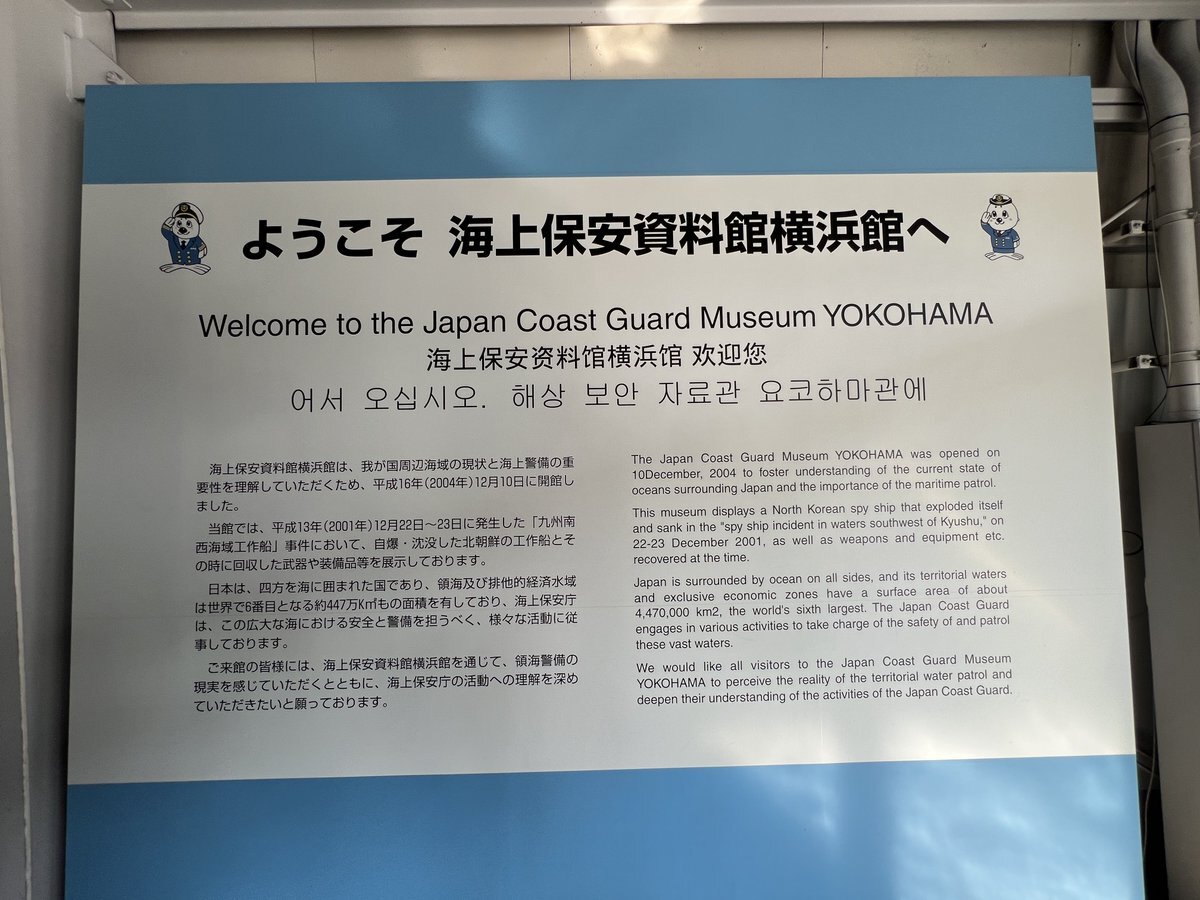 ようこそ 海上保安資料館横浜館へ
Welcome to the Japan Coast Guard Museum YOKOHAMA
海上保安资料馆横浜馆 欢迎您
어서 오십시오. 해상 보안 자료관 요코하마관에
海上保安資料館横浜館は、我が国周辺海域の現状と海上警備の重
要性を理解していただくため、平成16年(2004年)12月10日に開館し
ました。
当館では、平成13年(2001年)12月22日～23日に発生した「九州南
西海域工作船」事件において、自爆・沈没した北朝鮮の工作船とそ
の時に回収した武器や装備品等を展示しております。
日本は、四方を海に囲まれた国であり、領海及び排他的経済水域
は世界で6番目となる約447万K㎡もの面積を有しており、海上保安庁
は、この広大な海における安全と警備を担うべく、様々な活動に従
事しております。
ご来館の皆様には、海上保安資料館横浜館を通じて、領海警備の
現実を感じていただくとともに、海上保安庁の活動への理解を深め
ていただきたいと願っております。
The Japan Coast Guard Museum YOKOHAMA was opened on
10December, 2004 to foster understanding of the current state of
oceans surrounding Japan and the importance of the maritime patrol.
This museum displays a North Korean spy ship that exploded itself
and sank in the "spy ship incident in waters southwest of Kyushu," on
22-23 December 2001, as well as weapons and equipment etc.
recovered at the time.
Japan is surrounded by ocean on all sides, and its territorial waters
and exclusive economic zones have a surface area of about
4,470,000 km2, the world's sixth largest. The Japan Coast Guard
engages in various activities to take charge of the safety of and patrol
these vast waters.
We would like all visitors to the Japan Coast Guard Museum
YOKOHAMA to perceive the reality of the territorial water patrol and
deepen their understanding of the activities of the Japan Coast Guard.